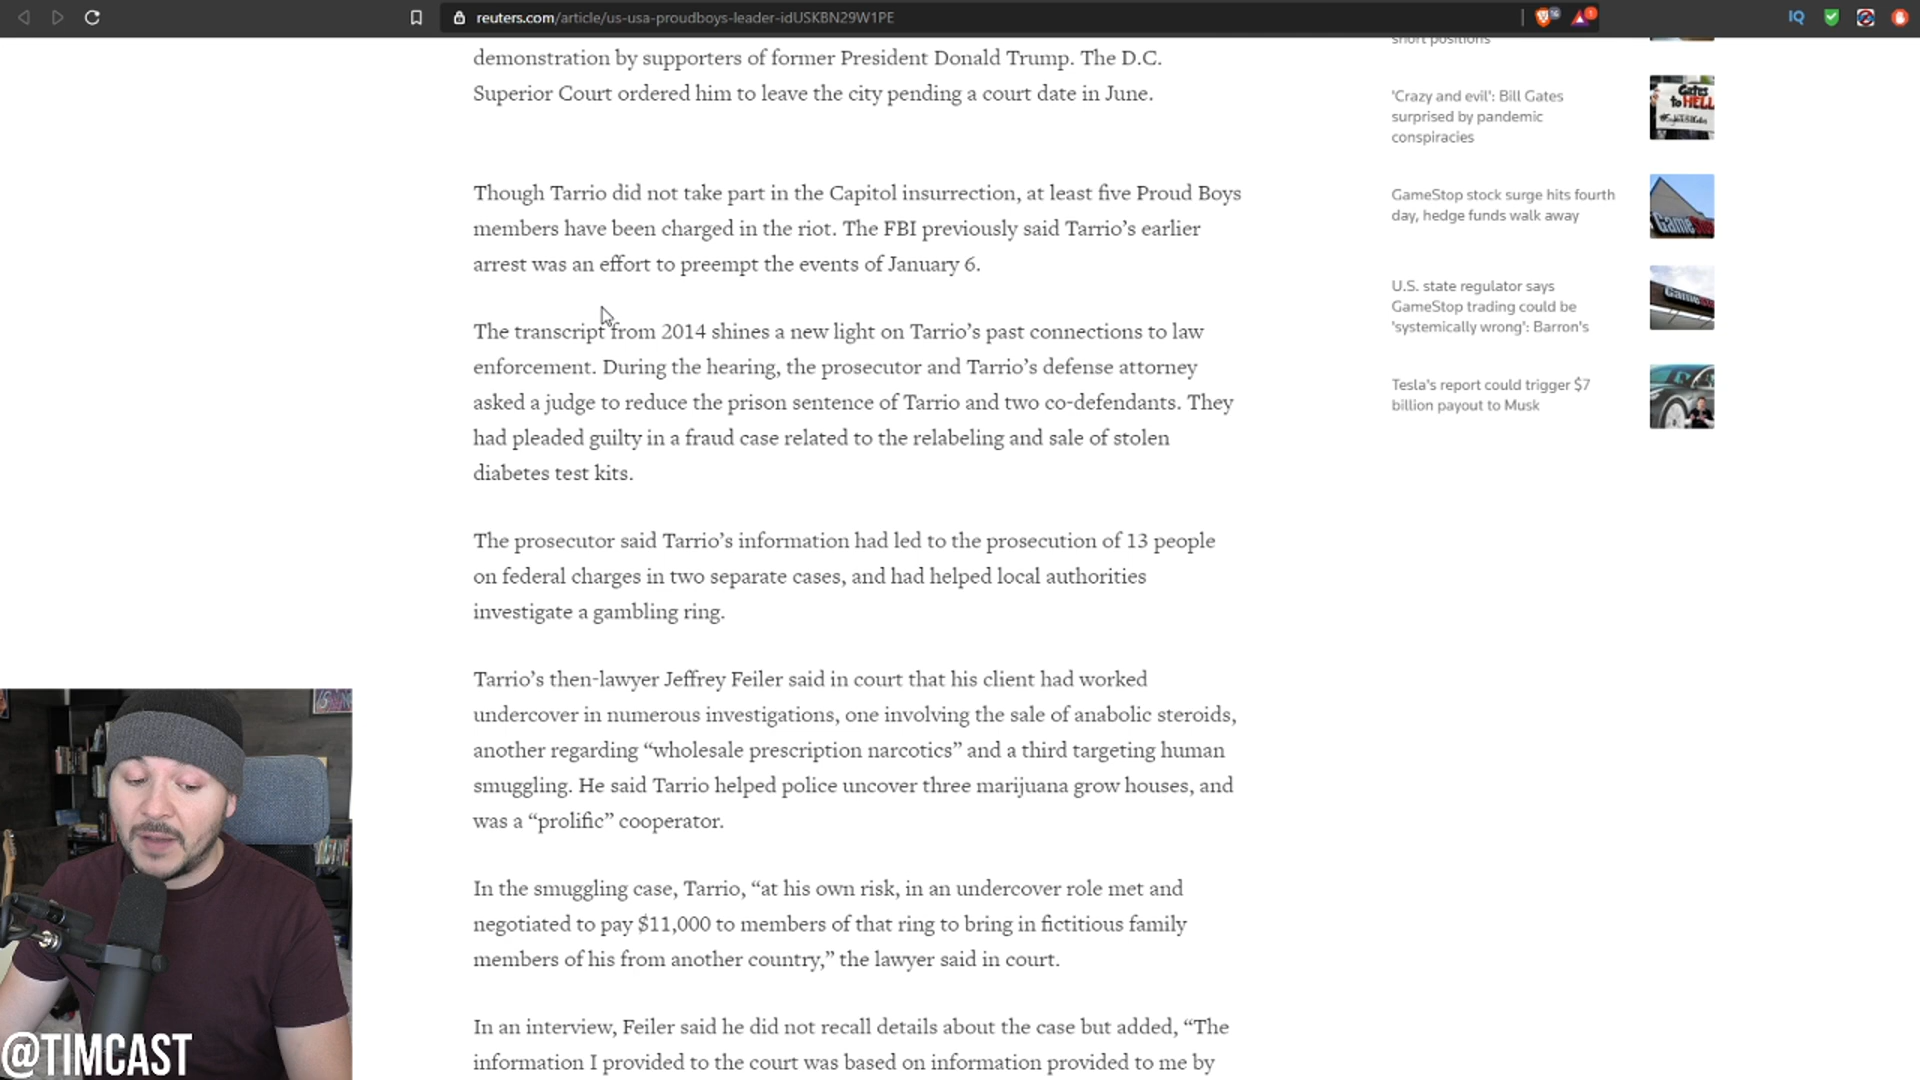 reuters.com/article/us-usa-proudboys-leader-idUSKBN29W1PE
IQ
demonstration by supporters of former President Donald Trump. The D.C.
Superior Court ordered him to leave the city pending a court date in June.
Though Tarrio did not take part in the Capitol insurrection, at least five Proud Boys
members have been charged in the riot. The FBI previously said Tarrio’s earlier
arrest was an effort to preempt the events of January 6.
The transcript from 2014 shines a new light on Tarrio’s past connections to law
enforcement. During the hearing, the prosecutor and Tarrio’s defense attorney
asked a judge to reduce the prison sentence of Tarrio and two co-defendants. They
had pleaded guilty in a fraud case related to the relabeling and sale of stolen
diabetes test kits.
The prosecutor said Tarrio’s information had led to the prosecution of 13 people
on federal charges in two separate cases, and had helped local authorities
investigate a gambling ring.
Tarrio’s then-lawyer Jeffrey Feiler said in court that his client had worked
undercover in numerous investigations, one involving the sale of anabolic steroids,
another regarding “wholesale prescription narcotics” and a third targeting human
smuggling. He said Tarrio helped police uncover three marijuana grow houses, and
was a “prolific” cooperator.
In the smuggling case, Tarrio, “at his own risk, in an undercover role met and
negotiated to pay $11,000 to members of that ring to bring in fictitious family
members of his from another country,” the lawyer said in court.
In an interview, Feiler said he did not recall details about the case but added, “The
information I provided to the court was based on information provided to me by
short positions
'Crazy and evil': Bill Gates
surprised by pandemic
conspiracies
Gates
to HELL
GameStop stock surge hits fourth
day, hedge funds walk away
GameS
U.S. state regulator says
GameStop trading could be
'systemically wrong': Barron's
GameS
Tesla's report could trigger $7
billion payout to Musk
@TIMCAST